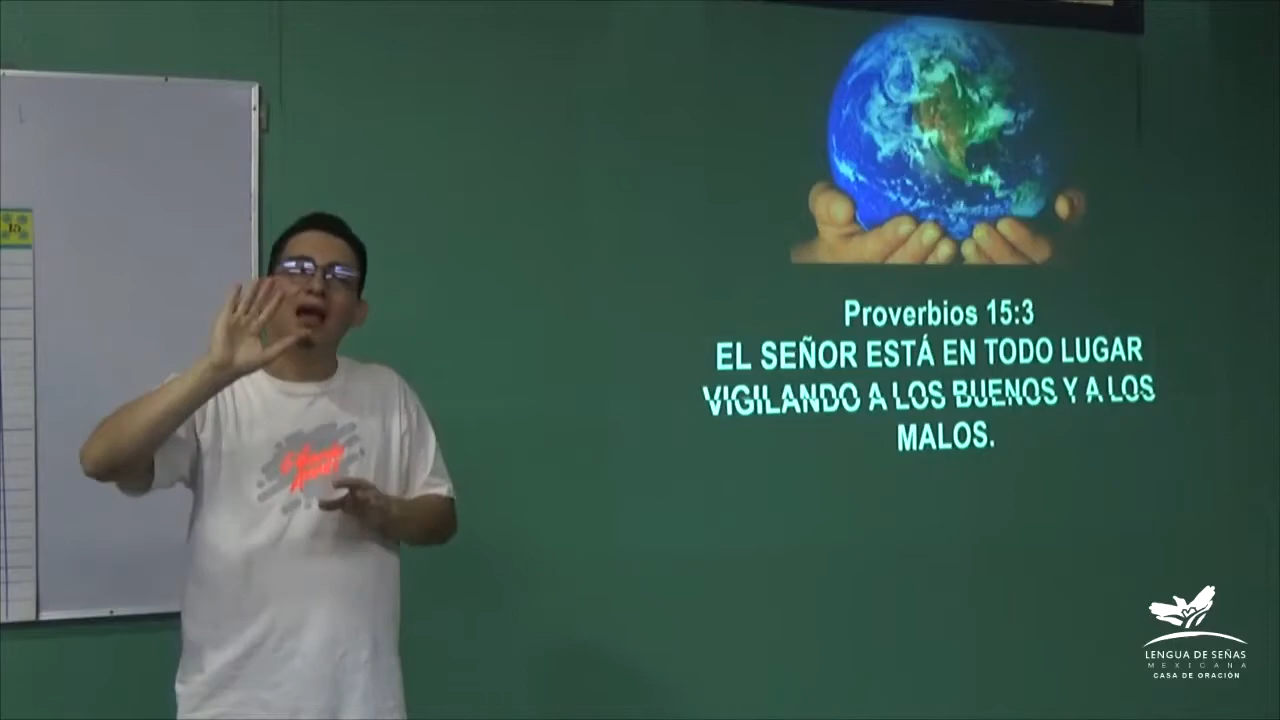 15
Proverbios 15:3
EL SEÑOR ESTÁ EN TODO LUGAR
VIGILANDO A LOS BUENOS Y A LOS
MALOS.
LENGUA DE SEÑAS
MEXICANA
CASA DE ORACIÓN